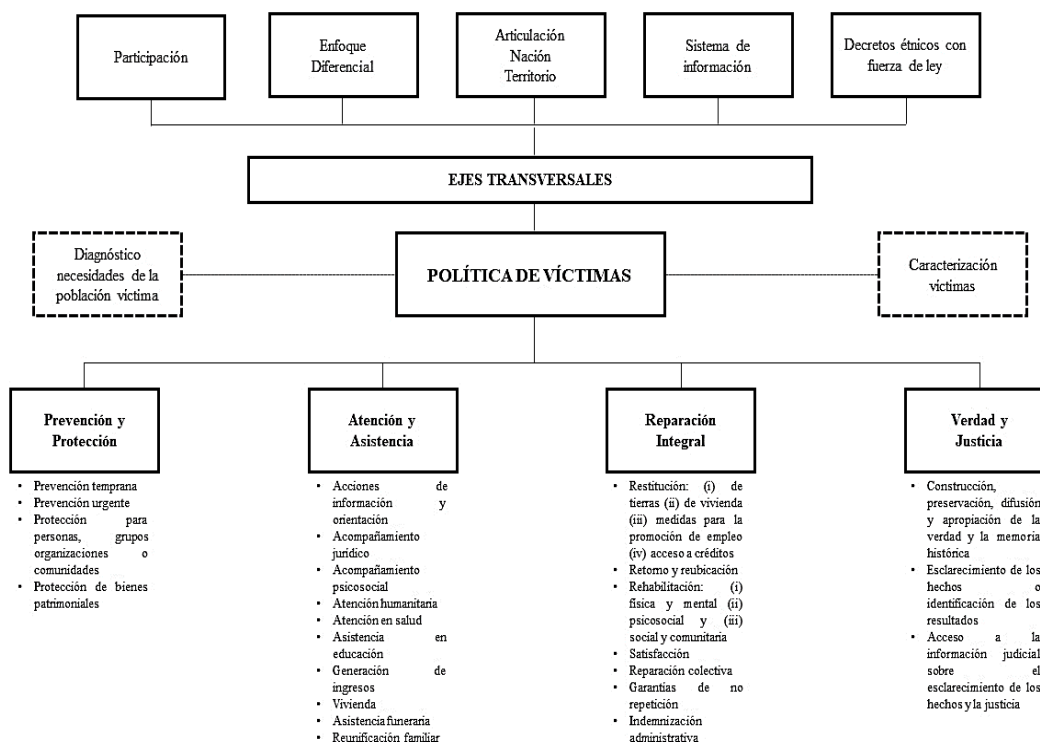 Participación
Enfoque
Diferencial
Articulación
Nación
Territorio
Sistema de
información
Decretos étnicos con
fuerza de ley
EJES TRANSVERSALES
Diagnóstico
necesidades de la
población víctima
POLÍTICA DE VÍCTIMAS
Caracterización
víctimas
Prevención y
Protección
• Prevención temprana
• Prevención urgente
• Protección para
personas, grupos
organizaciones o
comunidades
• Protección de bienes
patrimoniales
Atención y
Asistencia
• Acciones de
información y
orientación
• Acompañamiento
jurídico
• Acompañamiento
psicosocial
• Atención humanitaria
• Atención en salud
• Asistencia en
educación
• Generación de
ingresos
• Vivienda
• Asistencia funeraria
• Reunificación familiar
Reparación
Integral
• Restitución: (i) de
tierras (ii) de vivienda
(iii) medidas para la
promoción de empleo
(iv) acceso a créditos
• Retorno y reubicación
• Rehabilitación: (i)
física y mental (ii)
psicosocial y (iii)
social y comunitaria
• Satisfacción
• Reparación colectiva
• Garantías de no
repetición
• Indemnización
administrativa
Verdad y
Justicia
• Construcción,
preservación, difusión
y apropiación de la
verdad y la memoria
histórica
• Esclarecimiento de los
hechos o
identificación de los
resultados
• Acceso a la
información judicial
sobre el
esclarecimiento de los
hechos y la justicia